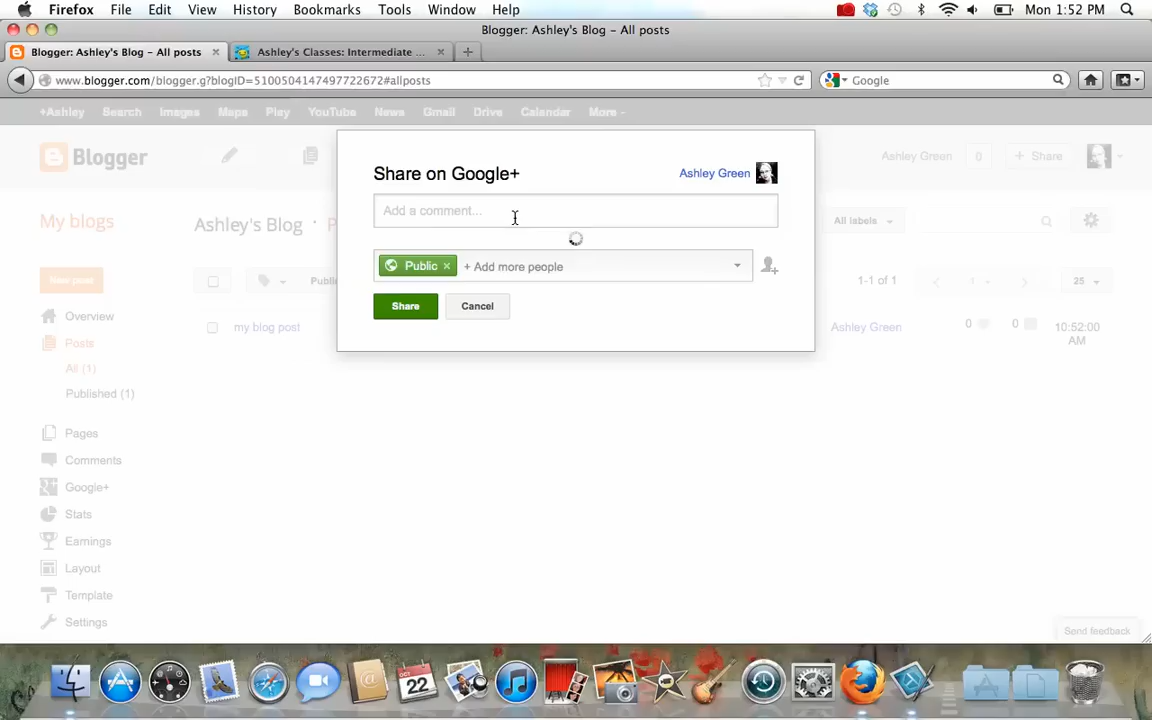 Firefox File Edit View History Bookmarks Tools Window Help Mon 1:52 PM
Blogger: Ashley's Blog – All posts
Blogger: Ashley's Blog – All posts Ashley's Classes: Intermediate ...
www.blogger.com/blogger.g?blogID=5100504147497722672#allposts Google
+Ashley Search Images Maps Play YouTube News Gmail Drive Calendar More
Blogger Ashley Green 0 + Share
Share on Google+ Ashley Green
Add a comment...
My blogs Ashley's Blog · P All labels
Public + Add more people
New post Publi 1-1 of 1 1 25
Share Cancel
Overview
my blog post Ashley Green 0 0 10:52:00 AM
Posts
All (1)
Published (1)
Pages
Comments
Google+
Stats
Earnings
Layout
Template
Settings
Send feedback
OCT
22